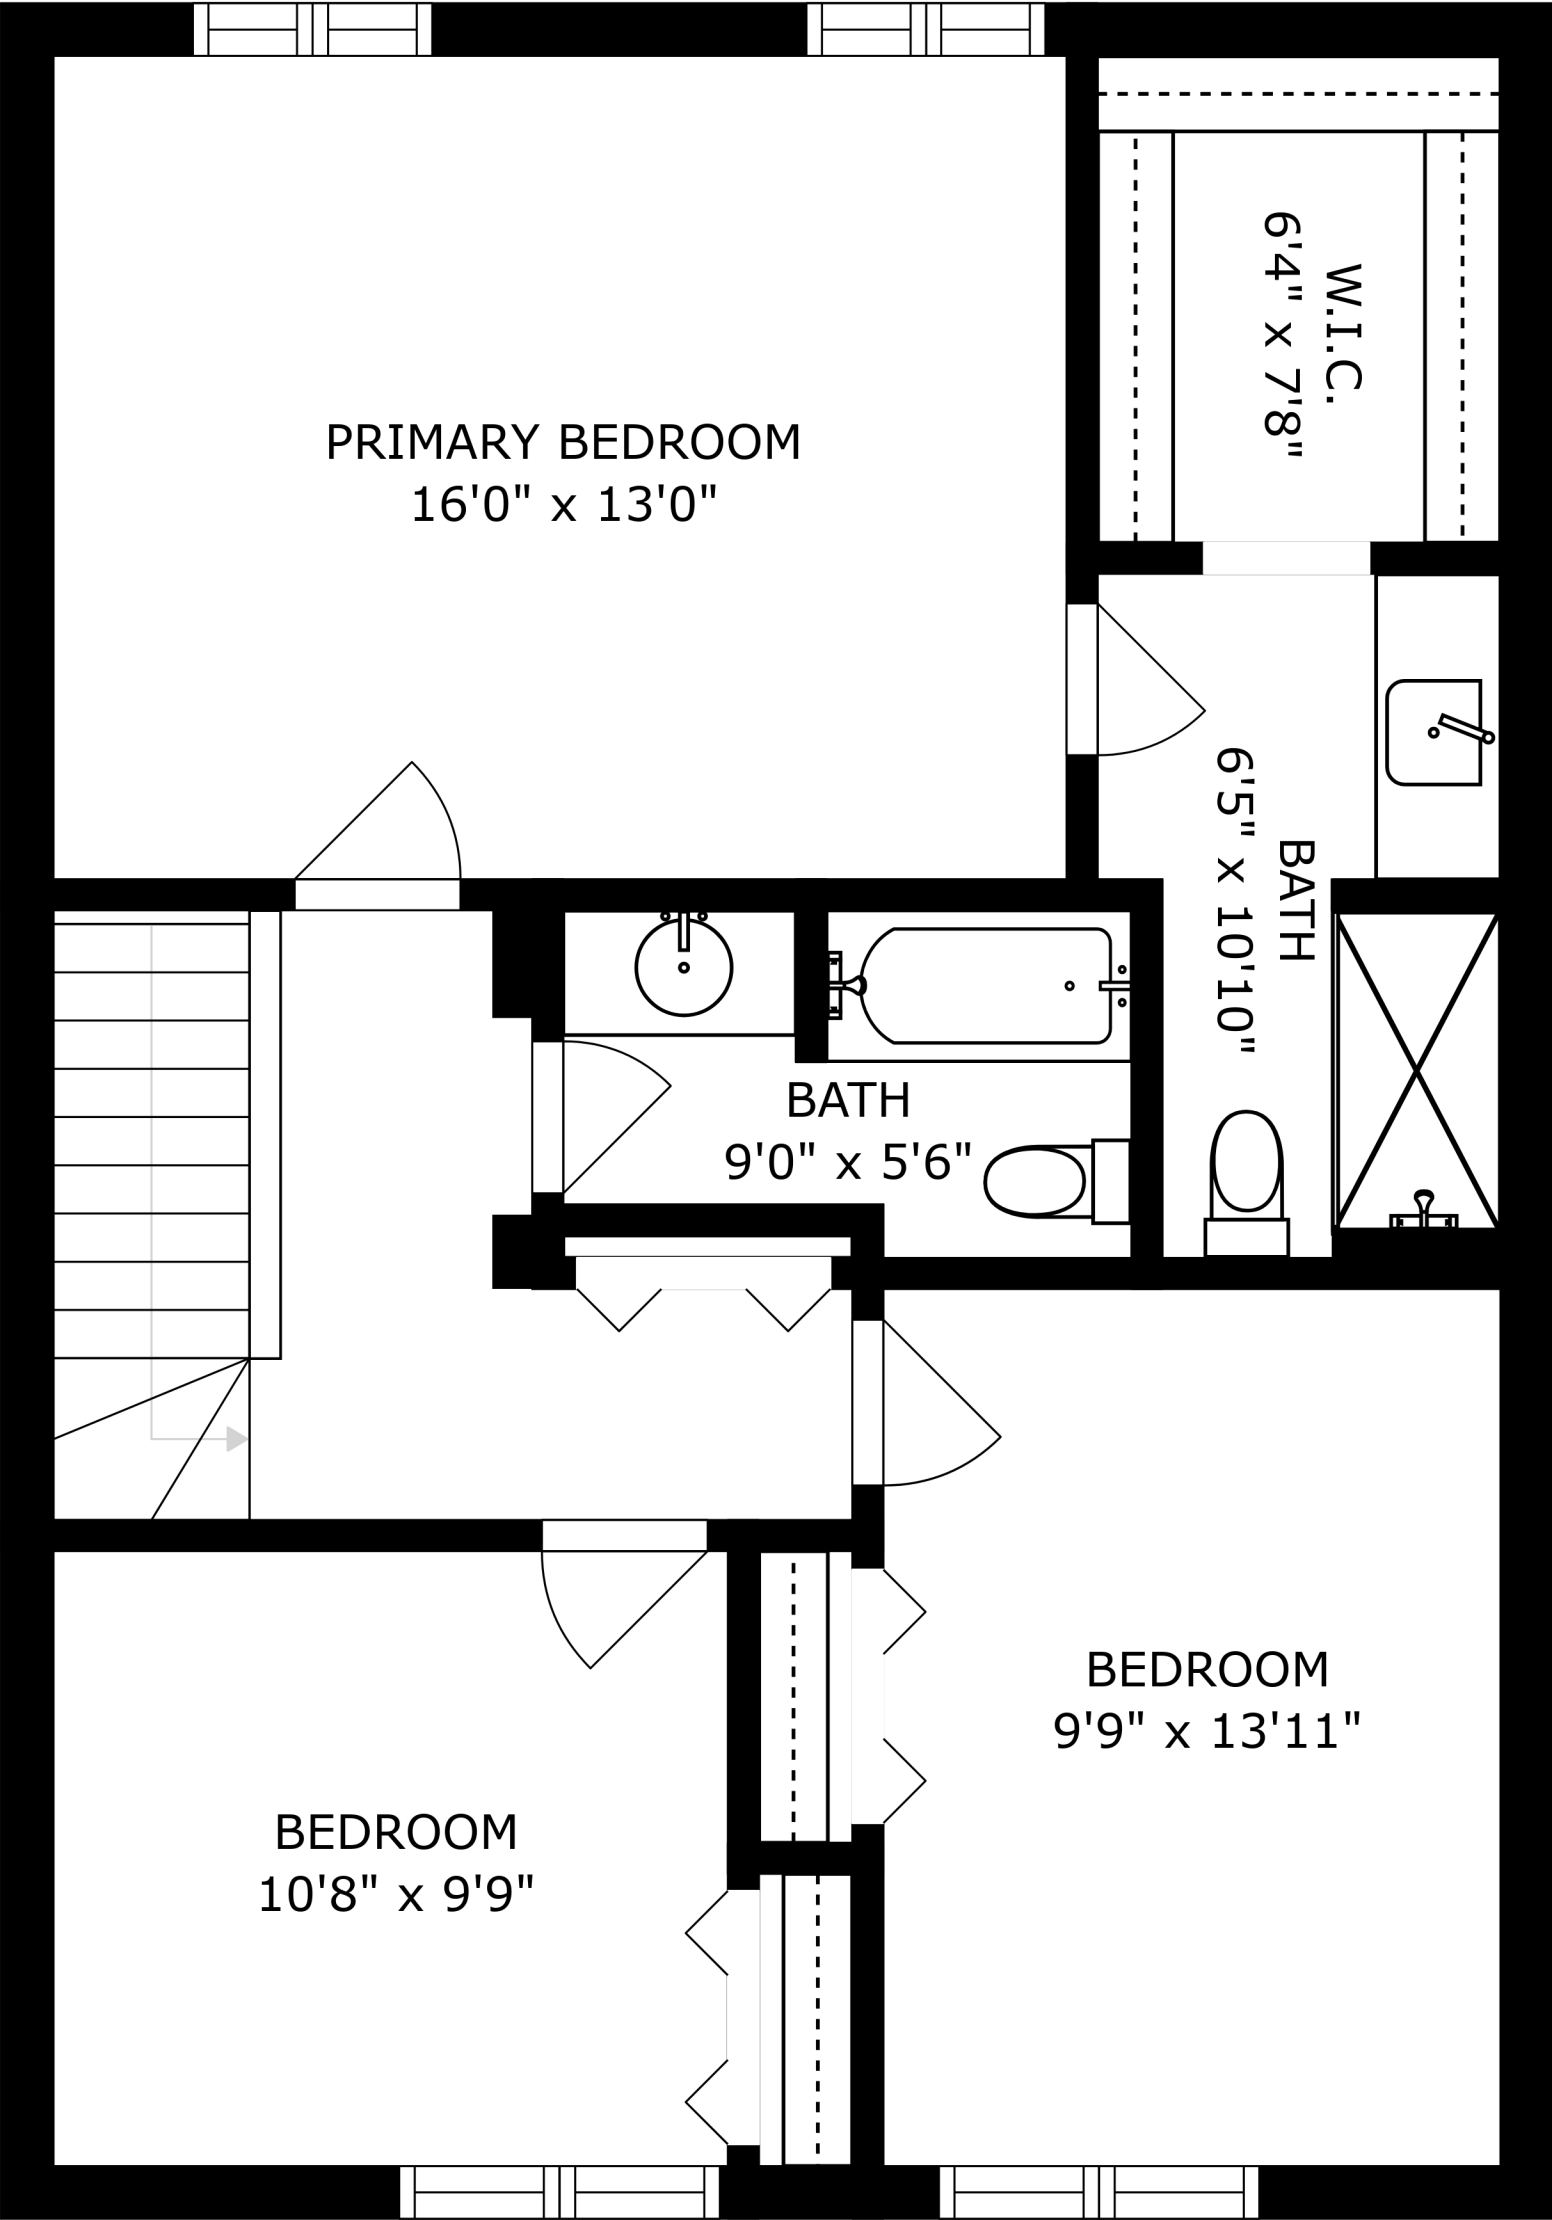 W.I.C.
6'4" x 7'8"
PRIMARY BEDROOM
16'0" x 13'0"
BATH
6'5" x 10'10"
BATH
9'0" x 5'6"
BEDROOM
9'9" x 13'11"
BEDROOM
10'8" x 9'9"